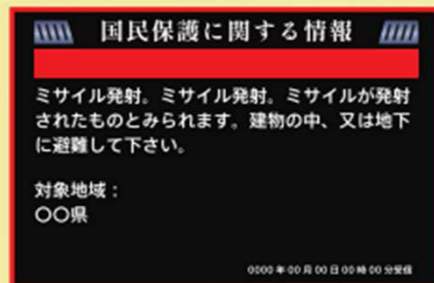 国民保護に関する情報
ミサイル発射。ミサイル発射。ミサイルが発射
されたものとみられます。建物の中、又は地下
に避難して下さい。
対象地域:
〇〇県
0000年00月00日00時00分受信